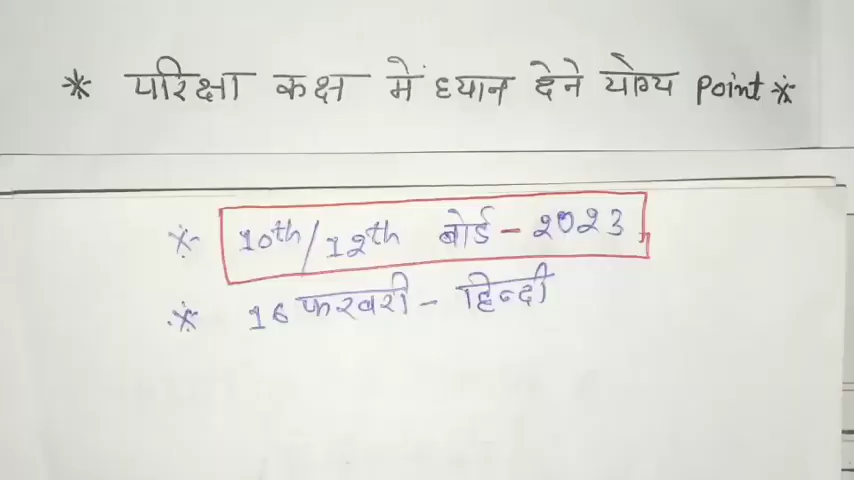 * परिक्षा कक्ष में ध्यान देने योग्य Point *
* 10th/12th बोर्ड - 2023
* 16 फरवरी - हिन्दी